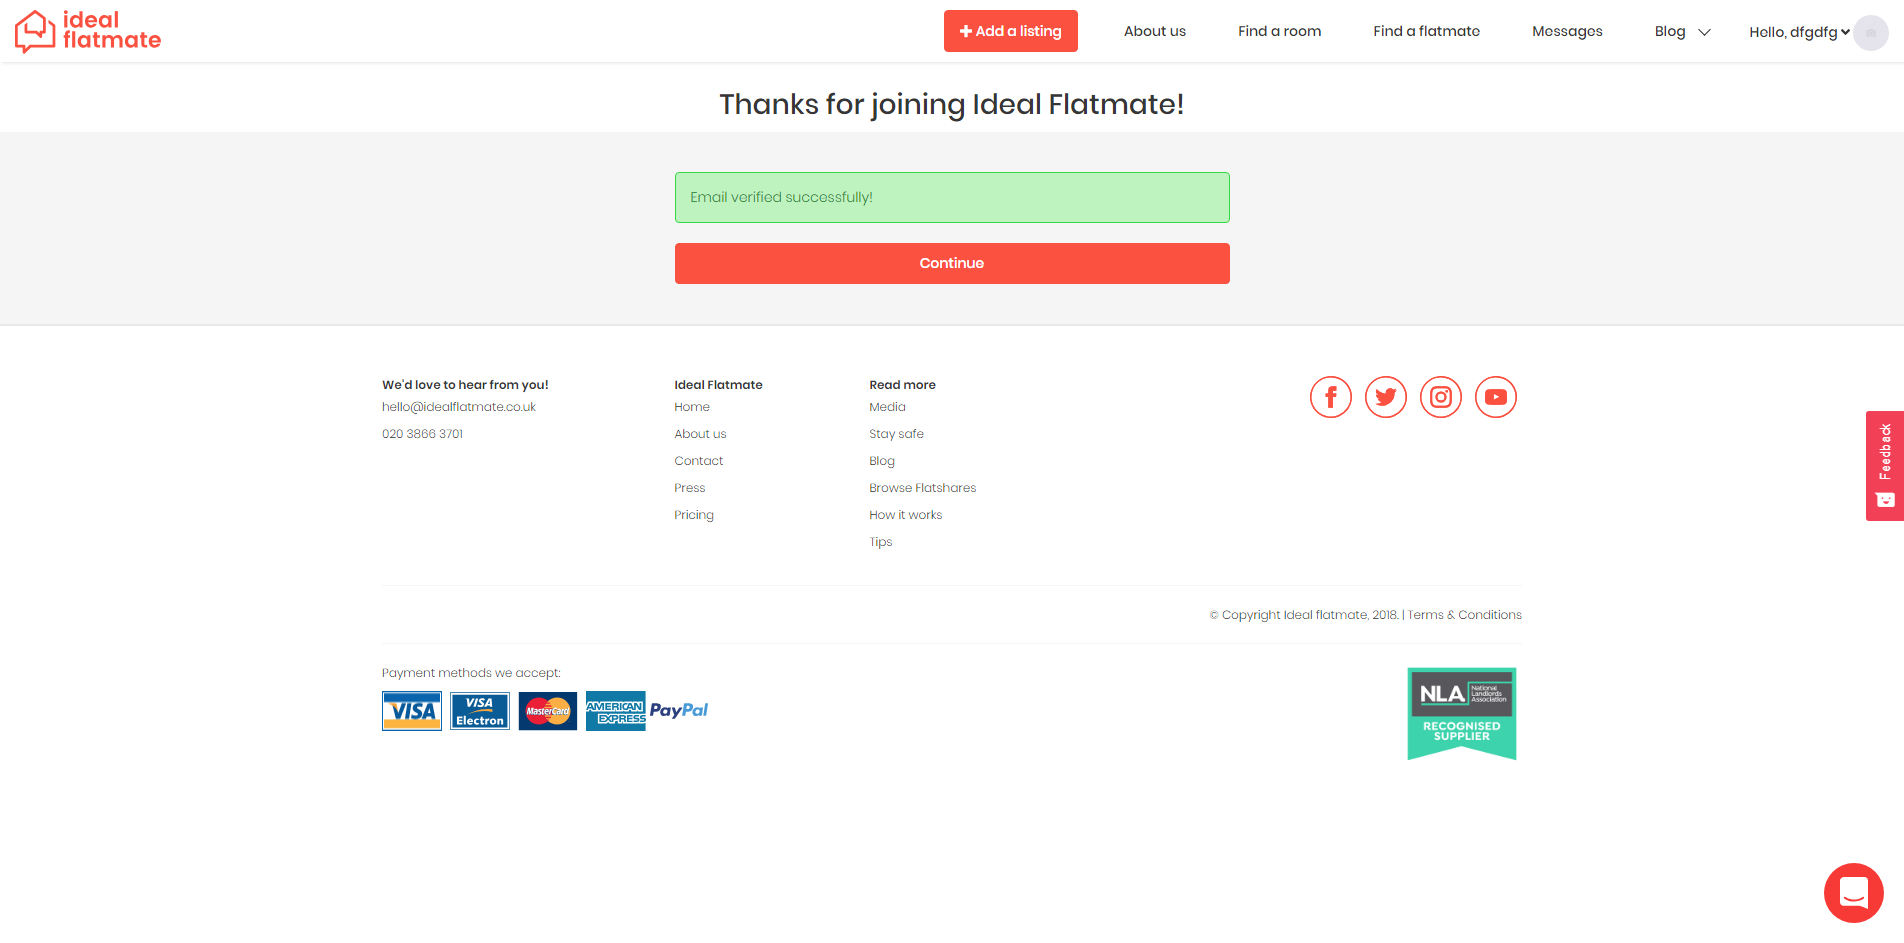 ideal
flatmate
Add a listing
About us
Find a room
Find a flatmate
Messages
Blog
Hello, dfgdfg
Thanks for joining Ideal Flatmate!
Email verified successfully!
Continue
We'd love to hear from you!
hello@idealflatmate.co.uk
020 3866 3701
Ideal Flatmate
Home
About us
Contact
Press
Pricing
Read more
Media
Stay safe
Blog
Browse Flatshares
How it works
Tips
Feedback
© Copyright Ideal flatmate, 2018. | Terms & Conditions
Payment methods we accept:
VISA
VISA
Electron
MasterCard
AMERICAN
EXPRESS
PayPal
NLA
National
Landlords
Association
RECOGNISED
SUPPLIER